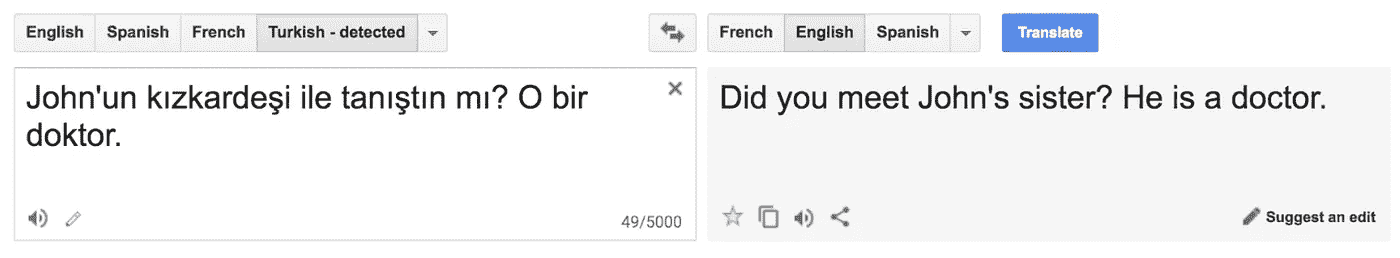 English Spanish French Turkish - detected French English Spanish Translate
John'un kızkardeşi ile tanıştın mı? O bir
doktor.
49/5000
Did you meet John's sister? He is a doctor.
Suggest an edit